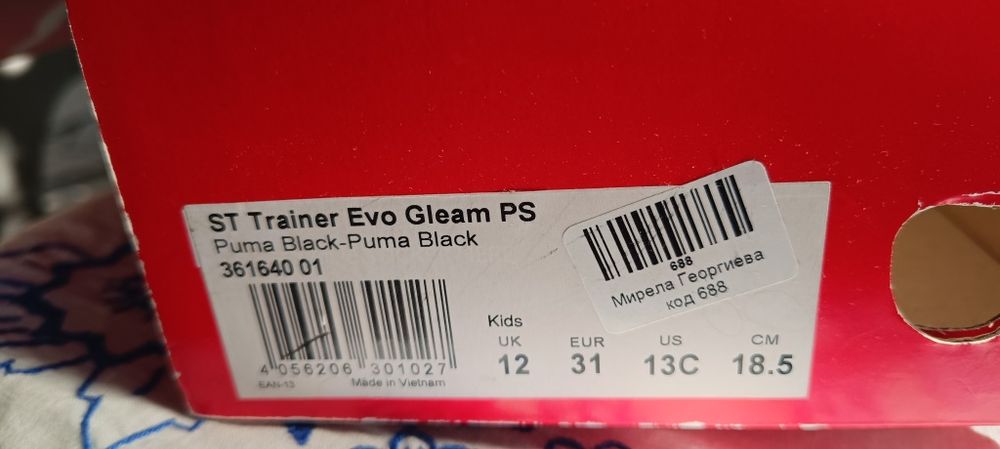 ST Trainer Evo Gleam PS
Puma Black-Puma Black
361640 01
4 056206 301027
EAN-13 Made in Vietnam
688
Мирела Георгиева
код 688
Kids
UK EUR US CM
12 31 13C 18.5